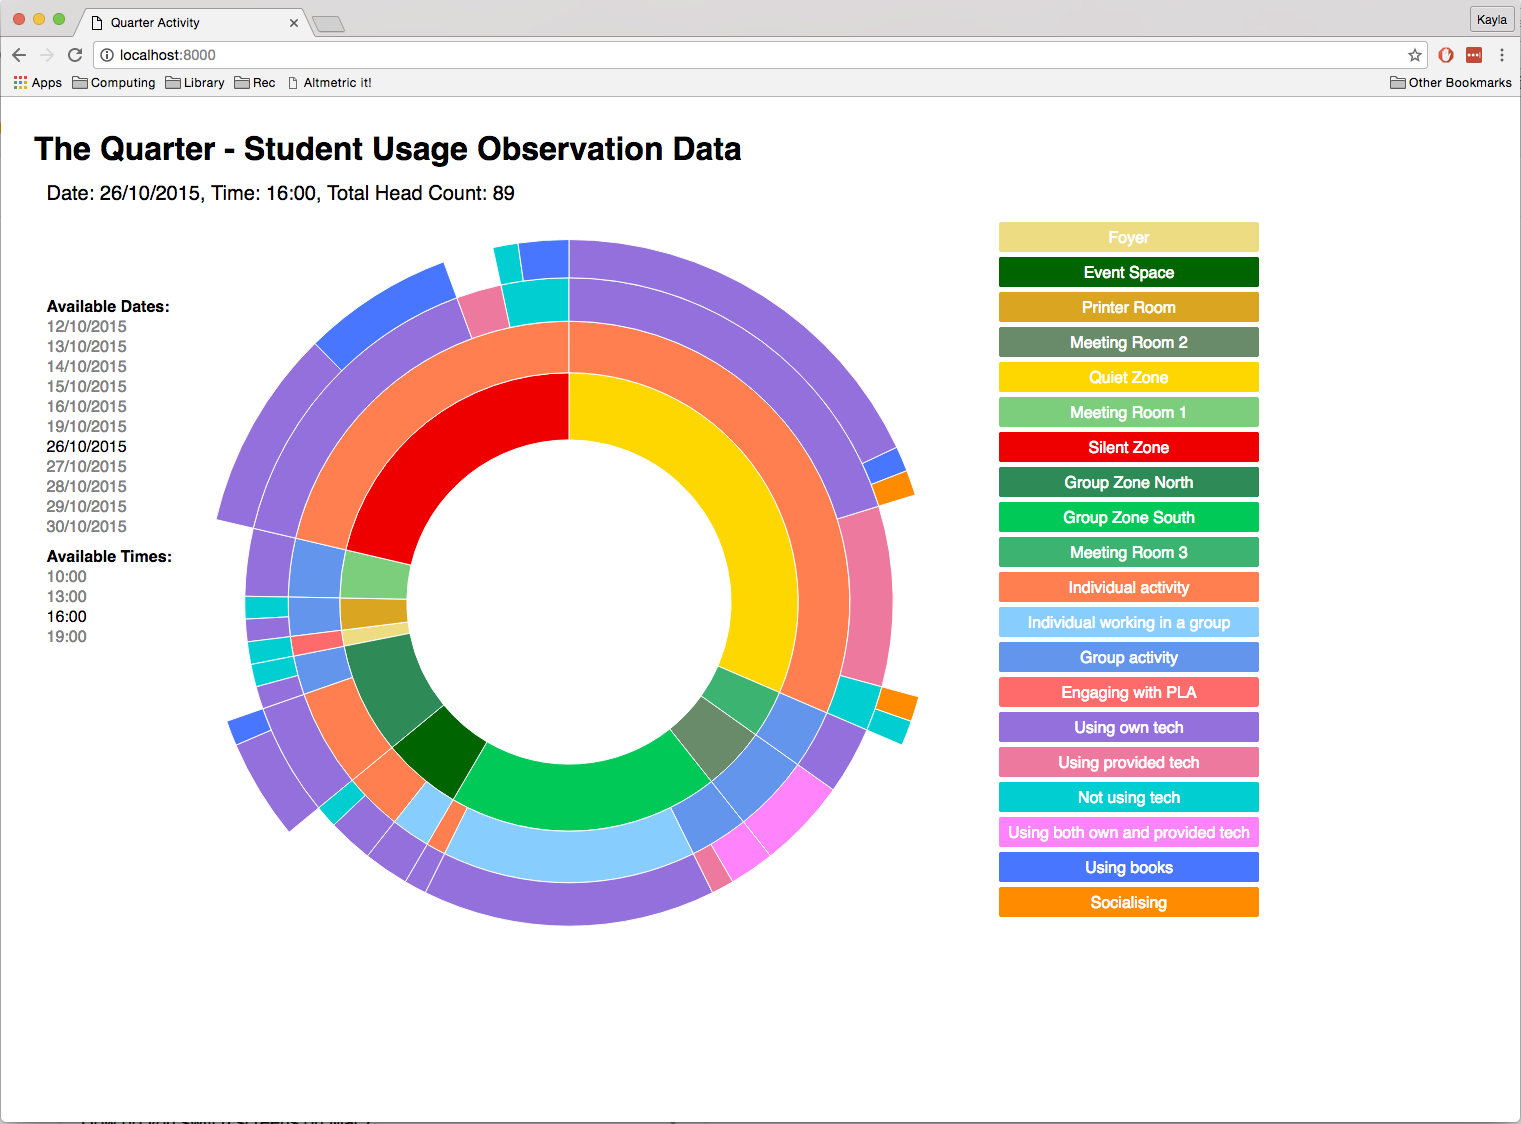 Quarter Activity
Kayla
localhost:8000
Apps Computing Library Rec Altmetric it! Other Bookmarks
The Quarter - Student Usage Observation Data
Date: 26/10/2015, Time: 16:00, Total Head Count: 89
Available Dates:
12/10/2015
13/10/2015
14/10/2015
15/10/2015
16/10/2015
19/10/2015
26/10/2015
27/10/2015
28/10/2015
29/10/2015
30/10/2015
Available Times:
10:00
13:00
16:00
19:00
Foyer
Event Space
Printer Room
Meeting Room 2
Quiet Zone
Meeting Room 1
Silent Zone
Group Zone North
Group Zone South
Meeting Room 3
Individual activity
Individual working in a group
Group activity
Engaging with PLA
Using own tech
Using provided tech
Not using tech
Using both own and provided tech
Using books
Socialising